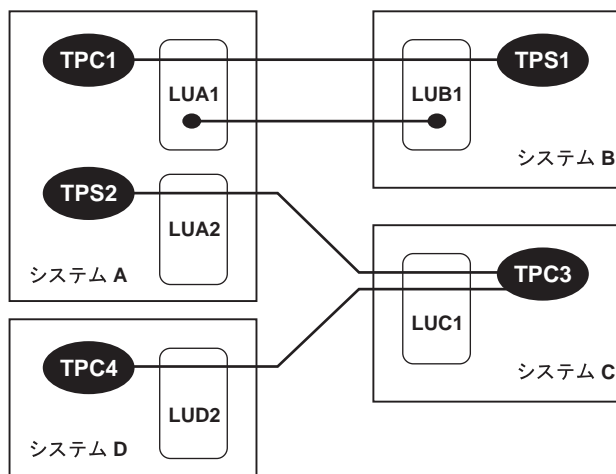 TPC1
LUA1
TPS2
LUA2
システム A
LUB1
TPS1
システム B
TPC3
LUC1
システム C
TPC4
LUD2
システム D